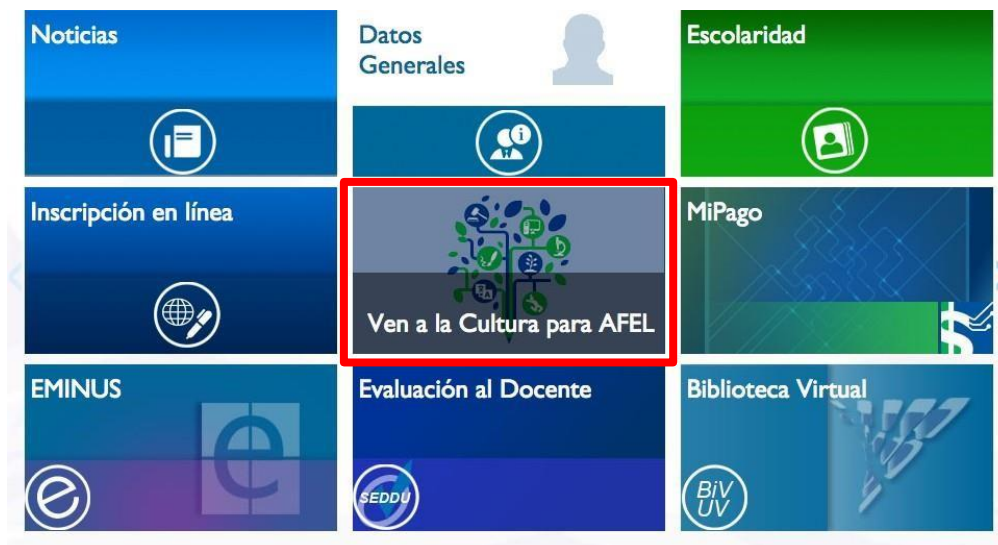 Noticias
Datos
Generales
Escolaridad
Inscripción en línea
Ven a la Cultura para AFEL
MiPago
$
EMINUS
e
e
Evaluación al Docente
SEDDU
Biblioteca Virtual
BiV
UV